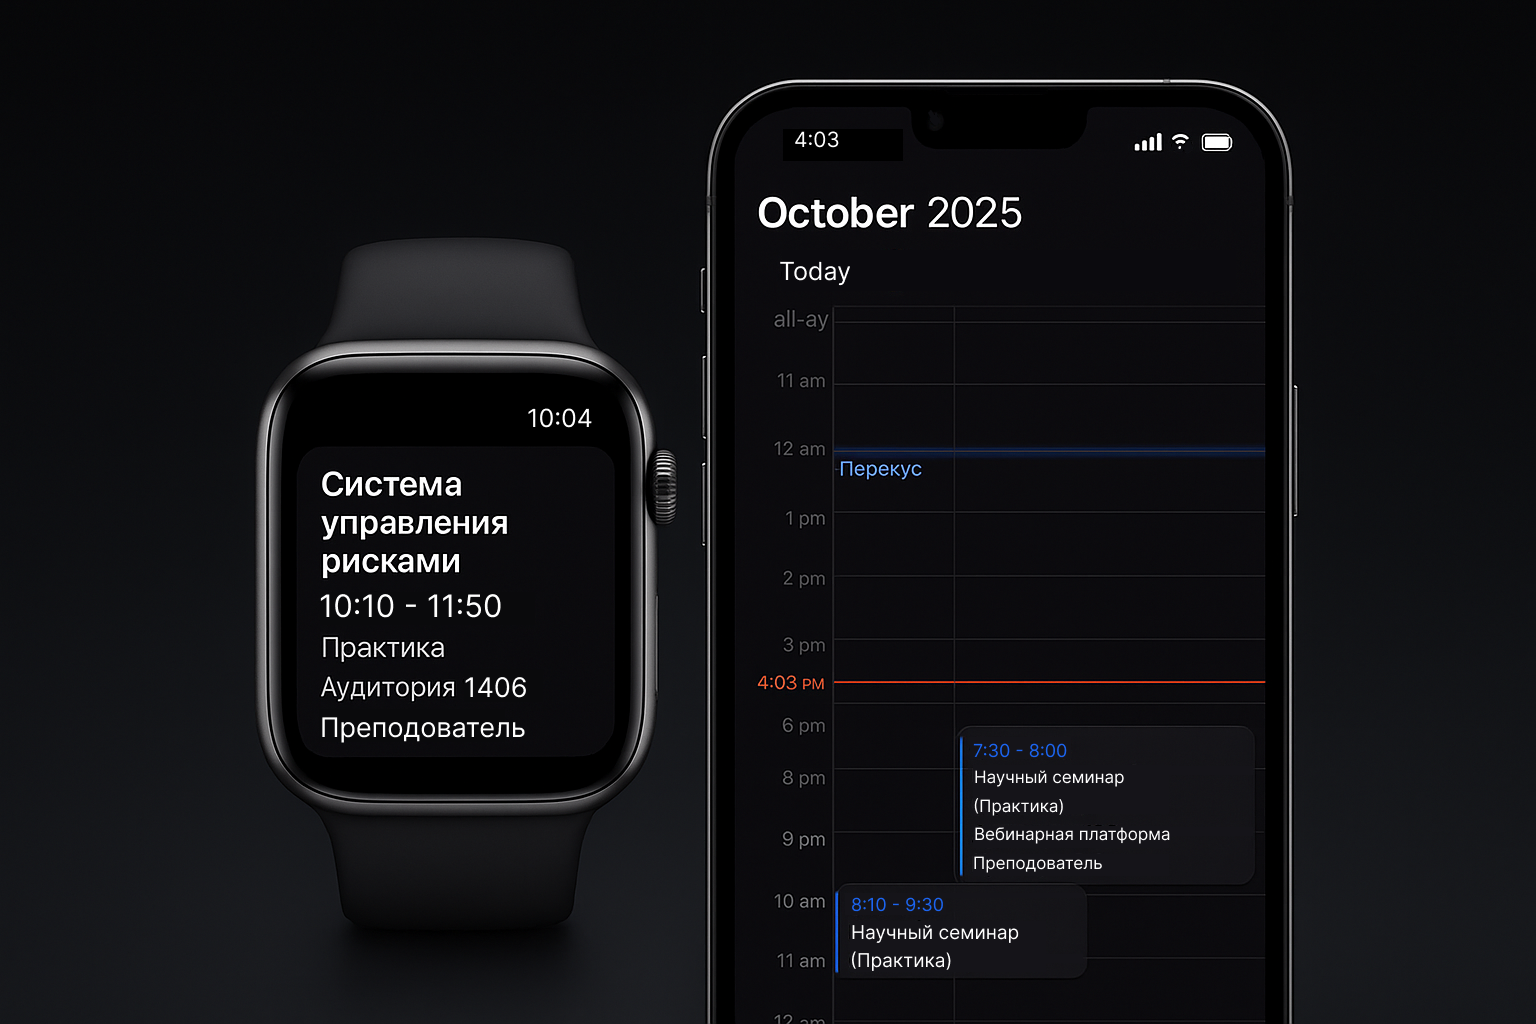 10:04
Система
управления
рисками
10:10 - 11:50
Практика
Аудитория 1406
Преподователь
4:03
October 2025
Today
all-ay
11 am
12 am
Перекус
1 pm
2 pm
3 pm
4:03 PM
6 pm
7:30 - 8:00
Научный семинар
(Практика)
Вебинарная платформа
Преподователь
8 pm
9 pm
10 am
8:10 - 9:30
Научный семинар
(Практика)
11 am
12 am